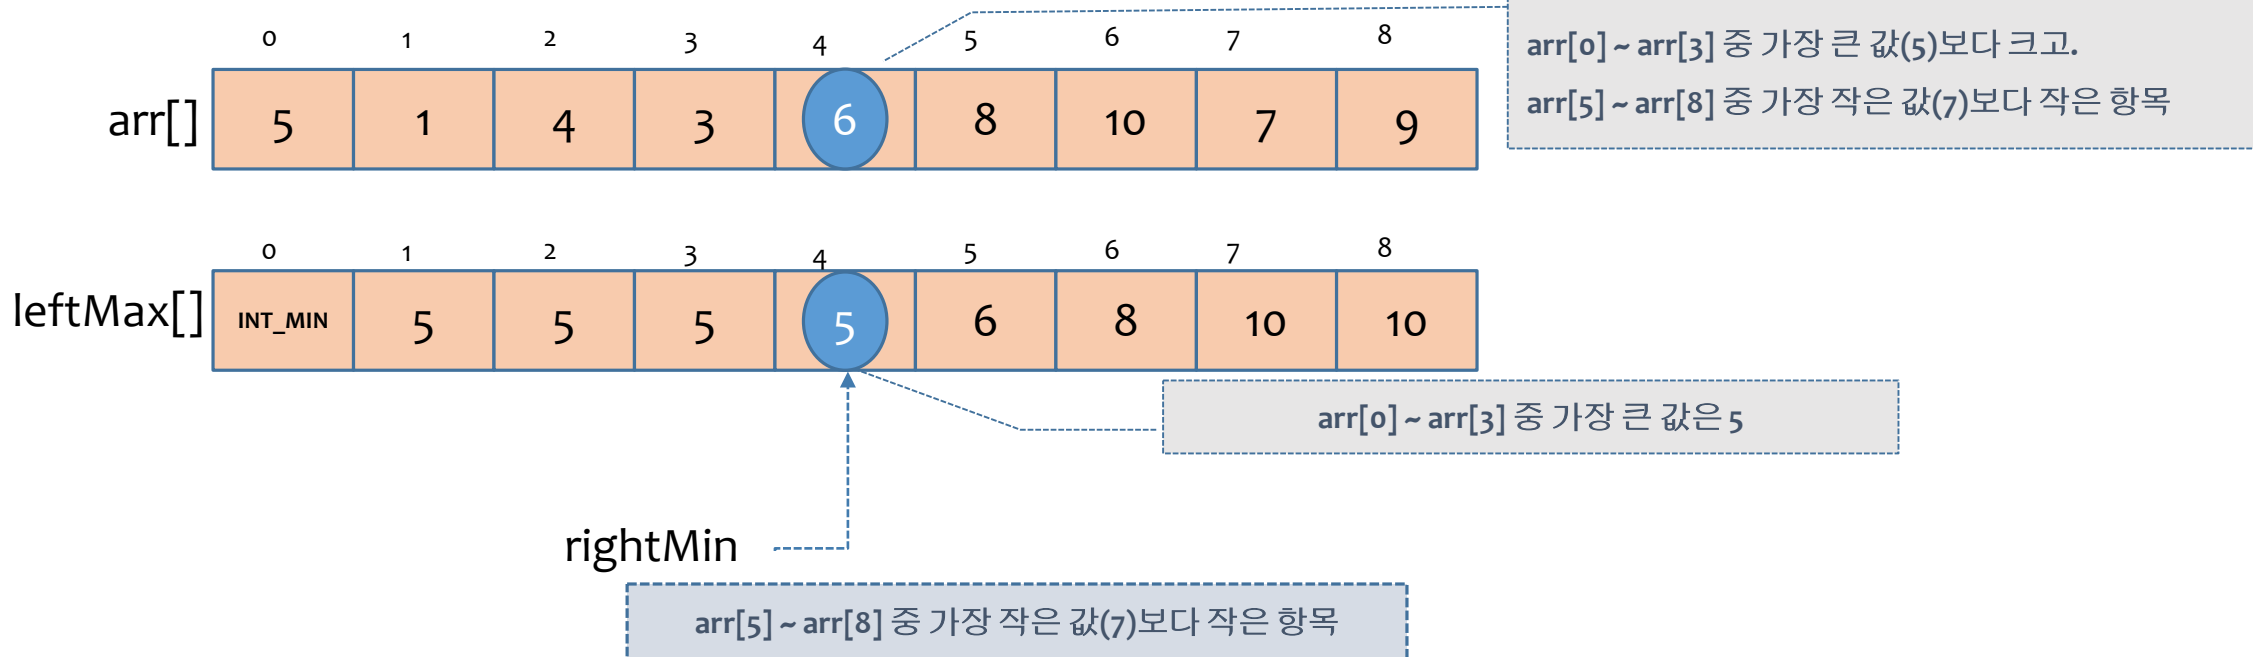 0 1 2 3 4 5 6 7 8
arr[0] ~ arr[3] 중 가장 큰 값(5)보다 크고.
arr[5] ~ arr[8] 중 가장 작은 값(7)보다 작은 항목
arr[] 5 1 4 3 6 8 10 7 9
0 1 2 3 4 5 6 7 8
leftMax[] INT_MIN 5 5 5 5 6 8 10 10
arr[0] ~ arr[3] 중 가장 큰 값은 5
rightMin
arr[5] ~ arr[8] 중 가장 작은 값(7)보다 작은 항목